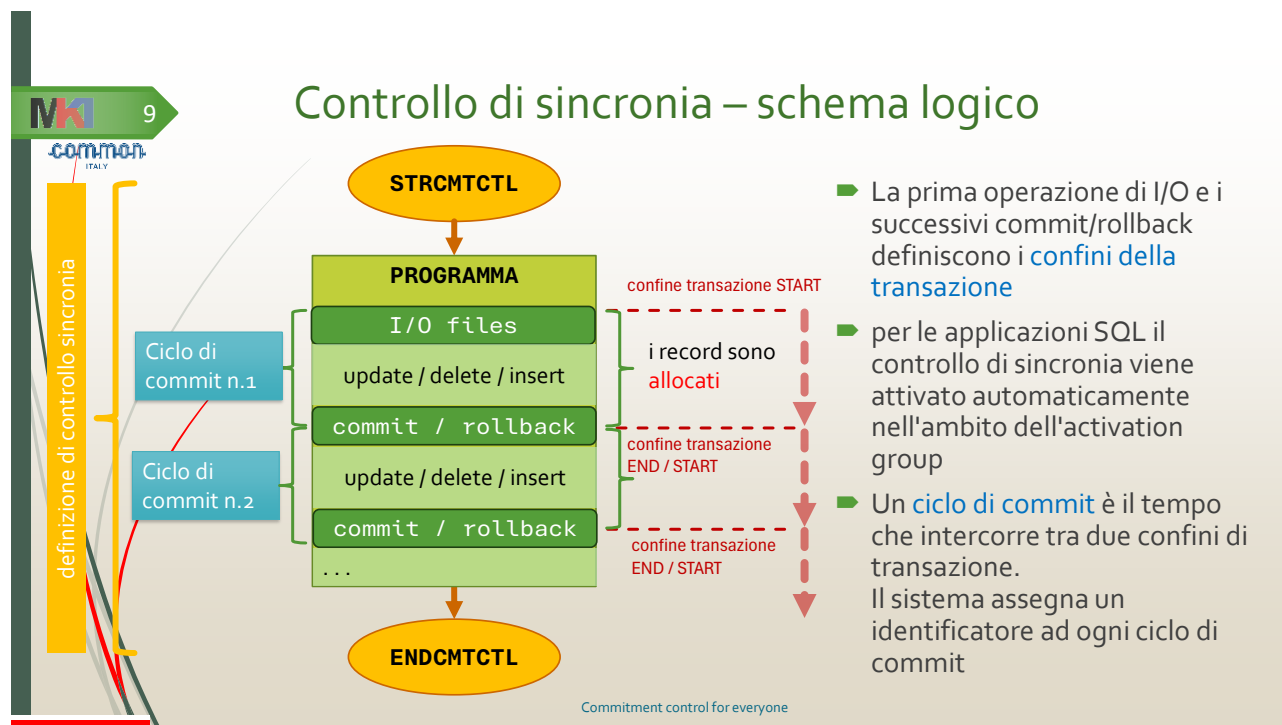 Controllo di sincronia – schema logico
MKI
9
common
ITALY
definizione di controllo sincronia
STRCMTCTL
PROGRAMMA
I/O files
update / delete / insert
commit / rollback
update / delete / insert
commit / rollback
...
ENDCMTCTL
Ciclo di
commit n.1
Ciclo di
commit n.2
confine transazione START
i record sono
allocati
confine transazione
END / START
confine transazione
END / START
La prima operazione di I/O e i
successivi commit/rollback
definiscono i confini della
transazione
per le applicazioni SQL il
controllo di sincronia viene
attivato automaticamente
nell'ambito dell'activation
group
Un ciclo di commit è il tempo
che intercorre tra due confini di
transazione.
Il sistema assegna un
identificatore ad ogni ciclo di
commit
Commitment control for everyone